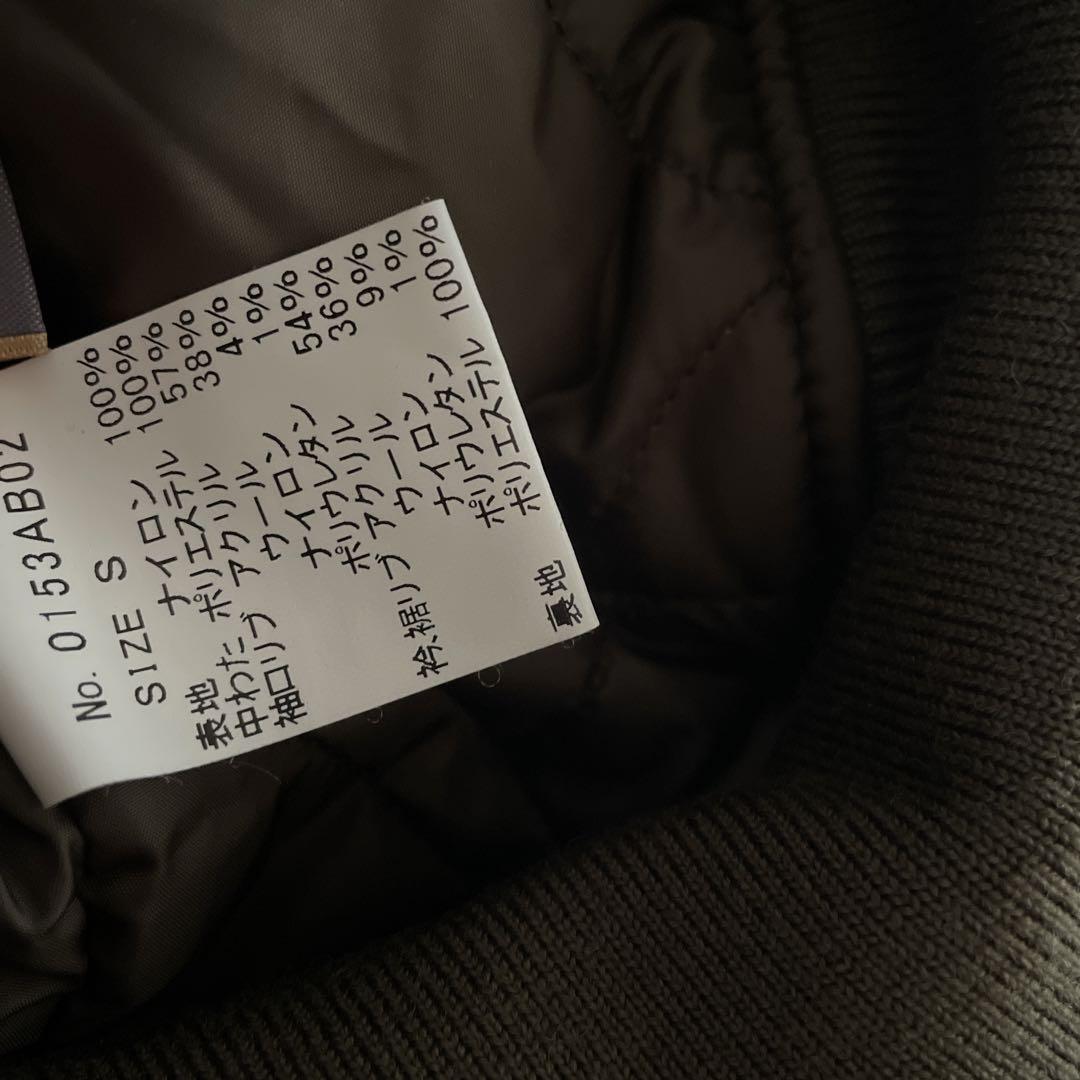 No. 0153AB02
SIZE S
表地 ナイロン 100%
中わた ポリエステル 100%
袖口リブ アクリル 57%
ウール 38%
ナイロン 4%
ポリウレタン 1%
衿、裾リブ アクリル 54%
ウール 36%
ナイロン 9%
ポリウレタン 1%
裏地 ポリエステル 100%